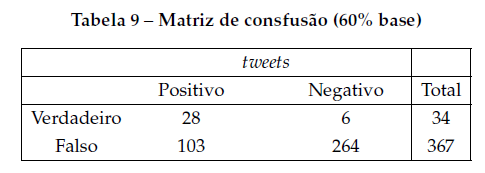 Tabela 9 – Matriz de consfusão (60% base)
tweets
Positivo Negativo Total
Verdadeiro 28 6 34
Falso 103 264 367